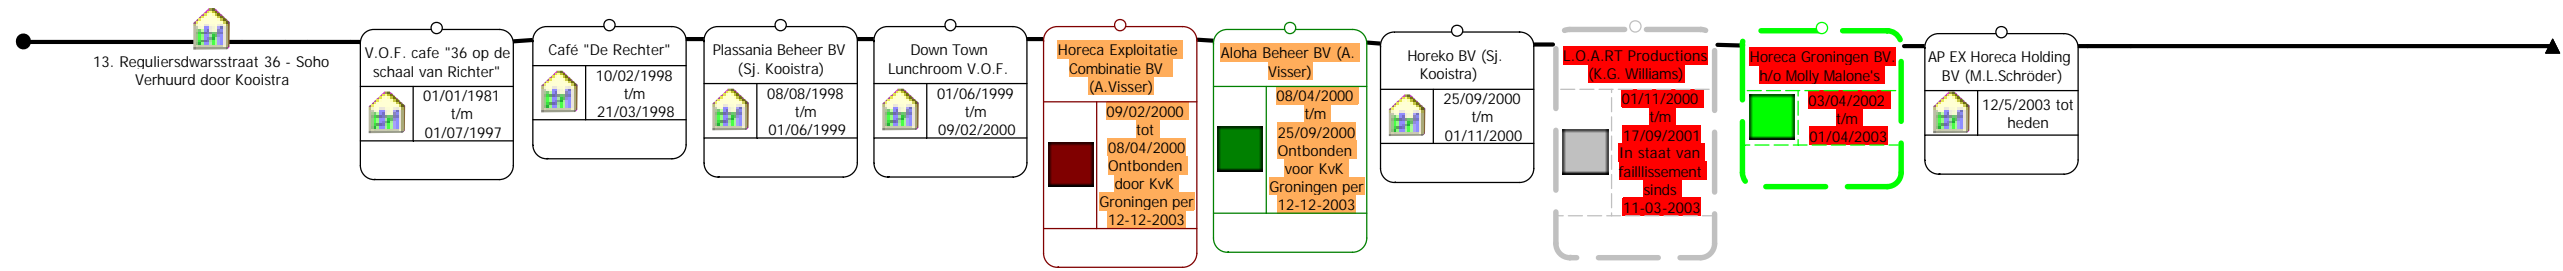 13. Reguliersdwarsstraat 36 - Soho
Verhuurd door Kooistra
V.O.F. cafe "36 op de
schaal van Richter"
01/01/1981
t/m
01/07/1997
Café "De Rechter"
10/02/1998
t/m
21/03/1998
Plassania Beheer BV
(Sj. Kooistra)
08/08/1998
t/m
01/06/1999
Down Town
Lunchroom V.O.F.
01/06/1999
t/m
09/02/2000
Horeca Exploitatie
Combinatie BV
(A.Visser)
09/02/2000
tot
08/04/2000
Ontbonden
door KvK
Groningen per
12-12-2003
Aloha Beheer BV (A.
Visser)
08/04/2000
t/m
25/09/2000
Ontbonden
voor KvK
Groningen per
12-12-2003
Horeko BV (Sj.
Kooistra)
25/09/2000
t/m
01/11/2000
L.O.A.RT Productions
(K.G. Williams)
01/11/2000
t/m
17/09/2001
In staat van
faillissement
sinds
11-03-2003
Horeca Groningen BV
h/o Molly Malone's
03/04/2002
t/m
01/04/2003
AP EX Horeca Holding
BV (M.L.Schröder)
12/5/2003 tot
heden